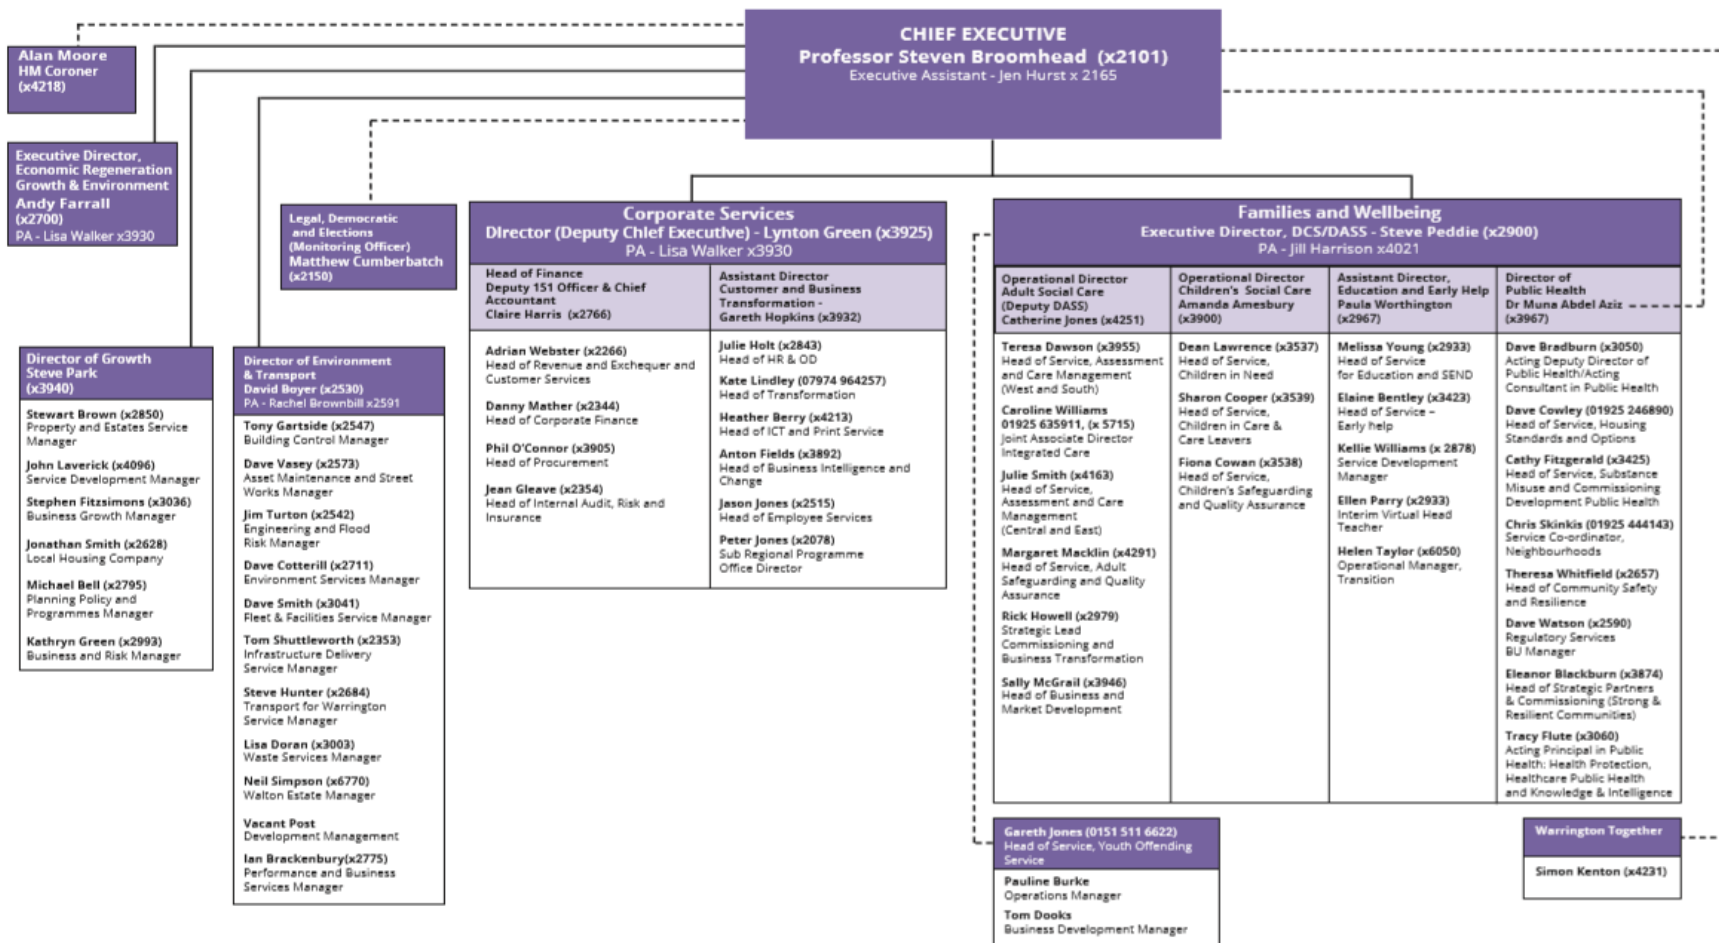 CHIEF EXECUTIVE
Professor Steven Broomhead (x2101)
Executive Assistant - Jen Hurst x 2165
Alan Moore
HM Coroner
(x4218)
Executive Director,
Economic Regeneration
Growth & Environment
Andy Farrall
(x2700)
PA - Lisa Walker x3930
Legal, Democratic
and Elections
(Monitoring Officer)
Matthew Cumberbatch
(x2150)
Director of Growth
Steve Park
(x3940)
Stewart Brown (x2850)
Property and Estates Service
Manager
John Laverick (x4096)
Service Development Manager
Stephen Fitzsimons (x3036)
Business Growth Manager
Jonathan Smith (x2628)
Local Housing Company
Michael Bell (x2795)
Planning Policy and
Programmes Manager
Kathryn Green (x2993)
Business and Risk Manager
Director of Environment
& Transport
David Boyer (x2530)
PA - Rachel Brownbill x2591
Tony Gartside (x2547)
Building Control Manager
Dave Vasey (x2573)
Asset Maintenance and Street
Works Manager
Jim Turton (x2542)
Engineering and Flood
Risk Manager
Dave Cotterill (x2711)
Environment Services Manager
Dave Smith (x3041)
Fleet & Facilities Service Manager
Tom Shuttleworth (x2353)
Infrastructure Delivery
Service Manager
Steve Hunter (x2684)
Transport for Warrington
Service Manager
Lisa Doran (x3003)
Waste Services Manager
Neil Simpson (x6770)
Walton Estate Manager
Vacant Post
Development Management
Ian Brackenbury(x2775)
Performance and Business
Services Manager
Corporate Services
Director (Deputy Chief Executive) - Lynton Green (x3925)
PA - Lisa Walker x3930
Head of Finance
Deputy 151 Officer & Chief
Accountant
Claire Harris (x2766)
Adrian Webster (x2266)
Head of Revenue and Exchequer and
Customer Services
Danny Mather (x2344)
Head of Corporate Finance
Phil O'Connor (x3905)
Head of Procurement
Jean Gleave (x2354)
Head of Internal Audit, Risk and
Insurance
Assistant Director
Customer and Business
Transformation -
Gareth Hopkins (x3932)
Julie Holt (x2843)
Head of HR & OD
Kate Lindley (07974 964257)
Head of Transformation
Heather Berry (x4213)
Head of ICT and Print Service
Anton Fields (x3892)
Head of Business Intelligence and
Change
Jason Jones (x2515)
Head of Employee Services
Peter Jones (x2078)
Sub Regional Programme
Office Director
Families and Wellbeing
Executive Director, DCS/DASS - Steve Peddie (x2900)
PA - Jill Harrison x4021
Operational Director
Adult Social Care
(Deputy DASS)
Catherine Jones (x4251)
Teresa Dawson (x3955)
Head of Service, Assessment
and Care Management
(West and South)
Caroline Williams
01925 635911, (x 5715)
Joint Associate Director
Integrated Care
Julie Smith (x4163)
Head of Service,
Assessment and Care
Management
(Central and East)
Margaret Macklin (x4291)
Head of Service, Adult
Safeguarding and Quality
Assurance
Rick Howell (x2979)
Strategic Lead
Commissioning and
Business Transformation
Sally McGrail (x3946)
Head of Business and
Market Development
Operational Director
Children's Social Care
Amanda Amesbury
(x3900)
Dean Lawrence (x3537)
Head of Service,
Children in Need
Sharon Cooper (x3539)
Head of Service,
Children in Care &
Care Leavers
Fiona Cowan (x3538)
Head of Service,
Children's Safeguarding
and Quality Assurance
Assistant Director,
Education and Early Help
Paula Worthington
(x2967)
Melissa Young (x2933)
Head of Service
for Education and SEND
Elaine Bentley (x3423)
Head of Service –
Early help
Kellie Williams (x 2878)
Service Development
Manager
Ellen Parry (x2933)
Interim Virtual Head
Teacher
Helen Taylor (x6050)
Operational Manager,
Transition
Director of
Public Health
Dr Muna Abdel Aziz
(x3967)
Dave Bradburn (x3050)
Acting Deputy Director of
Public Health/Acting
Consultant in Public Health
Dave Cowley (01925 246890)
Head of Service, Housing
Standards and Options
Cathy Fitzgerald (x3425)
Head of Service, Substance
Misuse and Commissioning
Development Public Health
Chris Skinkis (01925 444143)
Service Co-ordinator,
Neighbourhoods
Theresa Whitfield (x2657)
Head of Community Safety
and Resilience
Dave Watson (x2590)
Regulatory Services
BU Manager
Eleanor Blackburn (x3874)
Head of Strategic Partners
& Commissioning (Strong &
Resilient Communities)
Tracy Flute (x3060)
Acting Principal in Public
Health: Health Protection,
Healthcare Public Health
and Knowledge & Intelligence
Gareth Jones (0151 511 6622)
Head of Service, Youth Offending
Service
Pauline Burke
Operations Manager
Tom Dooks
Business Development Manager
Warrington Together
Simon Kenton (x4231)